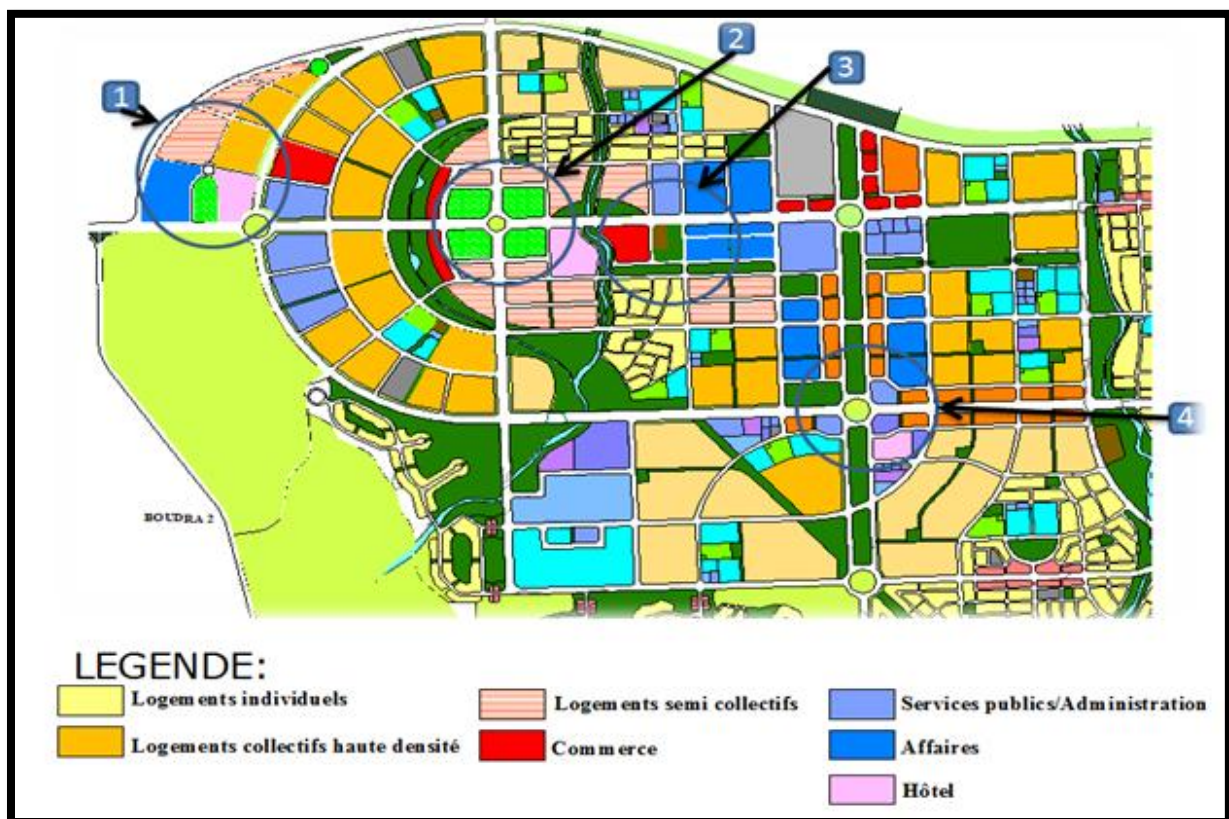 1
2
3
4
BOUDRA 2
LEGENDE:
Logements individuels
Logements semi collectifs
Services publics/Administration
Logements collectifs haute densité
Commerce
Affaires
Hôtel